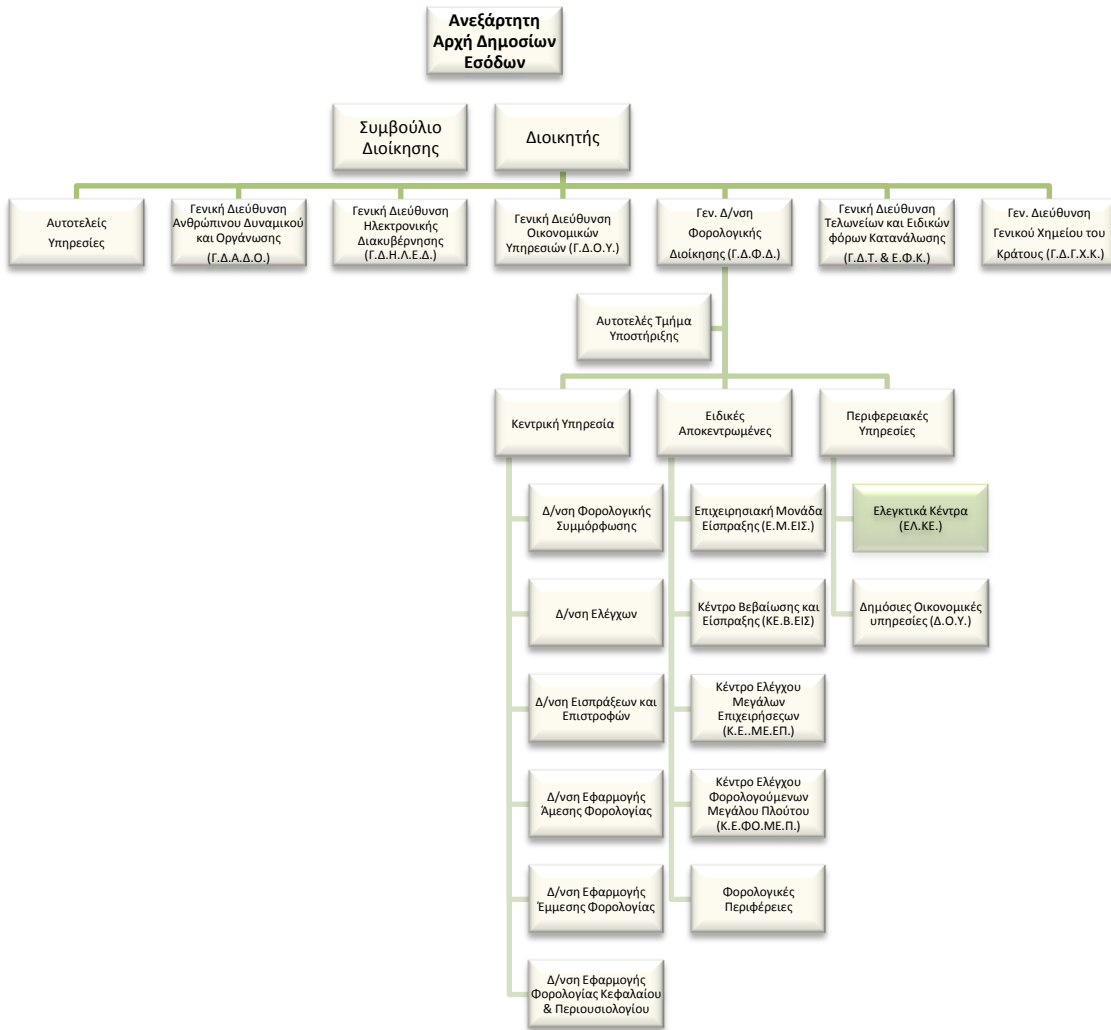 Ανεξάρτητη
Αρχή Δημοσίων
Εσόδων
Συμβούλιο
Διοίκησης
Διοικητής
Αυτοτελείς
Υπηρεσίες
Γενική Διεύθυνση
Ανθρώπινου Δυναμικού
και Οργάνωσης
(Γ.Δ.Α.Δ.Ο.)
Γενική Διεύθυνση
Ηλεκτρονικής
Διακυβέρνησης
(Γ.Δ.Η.Λ.Ε.Δ.)
Γενική Διεύθυνση
Οικονομικών
Υπηρεσιών (Γ.Δ.Ο.Υ.)
Γεν. Δ/νση
Φορολογικής
Διοίκησης (Γ.Δ.Φ.Δ.)
Γενική Διεύθυνση
Τελωνείων και Ειδικών
φόρων Κατανάλωσης
(Γ.Δ.Τ. & Ε.Φ.Κ.)
Γεν. Διεύθυνση
Γενικού Χημείου του
Κράτους (Γ.Δ.Γ.Χ.Κ.)
Αυτοτελές Τμήμα
Υποστήριξης
Κεντρική Υπηρεσία
Ειδικές
Αποκεντρωμένες
Περιφερειακές
Υπηρεσίες
Δ/νση Φορολογικής
Συμμόρφωσης
Δ/νση Ελέγχων
Δ/νση Εισπράξεων και
Επιστροφών
Δ/νση Εφαρμογής
Άμεσης Φορολογίας
Δ/νση Εφαρμογής
Έμμεσης Φορολογίας
Δ/νση Εφαρμογής
Φορολογίας Κεφαλαίου
& Περιουσιολογίου
Επιχειρησιακή Μονάδα
Είσπραξης (Ε.Μ.ΕΙΣ.)
Κέντρο Βεβαίωσης και
Είσπραξης (ΚΕ.Β.ΕΙΣ)
Κέντρο Ελέγχου
Μεγάλων
Επιχειρήσεςων
(Κ.Ε..ΜΕ.ΕΠ.)
Κέντρο Ελέγχου
Φορολογούμενων
Μεγάλου Πλούτου
(Κ.Ε.ΦΟ.ΜΕ.Π.)
Φορολογικές
Περιφέρειες
Ελεγκτικά Κέντρα
(ΕΛ.ΚΕ.)
Δημόσιες Οικονομικές
υπηρεσίες (Δ.Ο.Υ.)